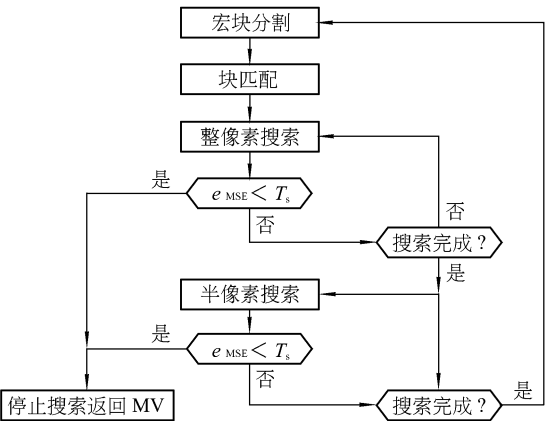 宏块分割
块匹配
整像素搜索
是
e MSE < Ts
否
否
搜索完成?
是
半像素搜索
是
e MSE < Ts
否
停止搜索返回 MV
搜索完成?
是